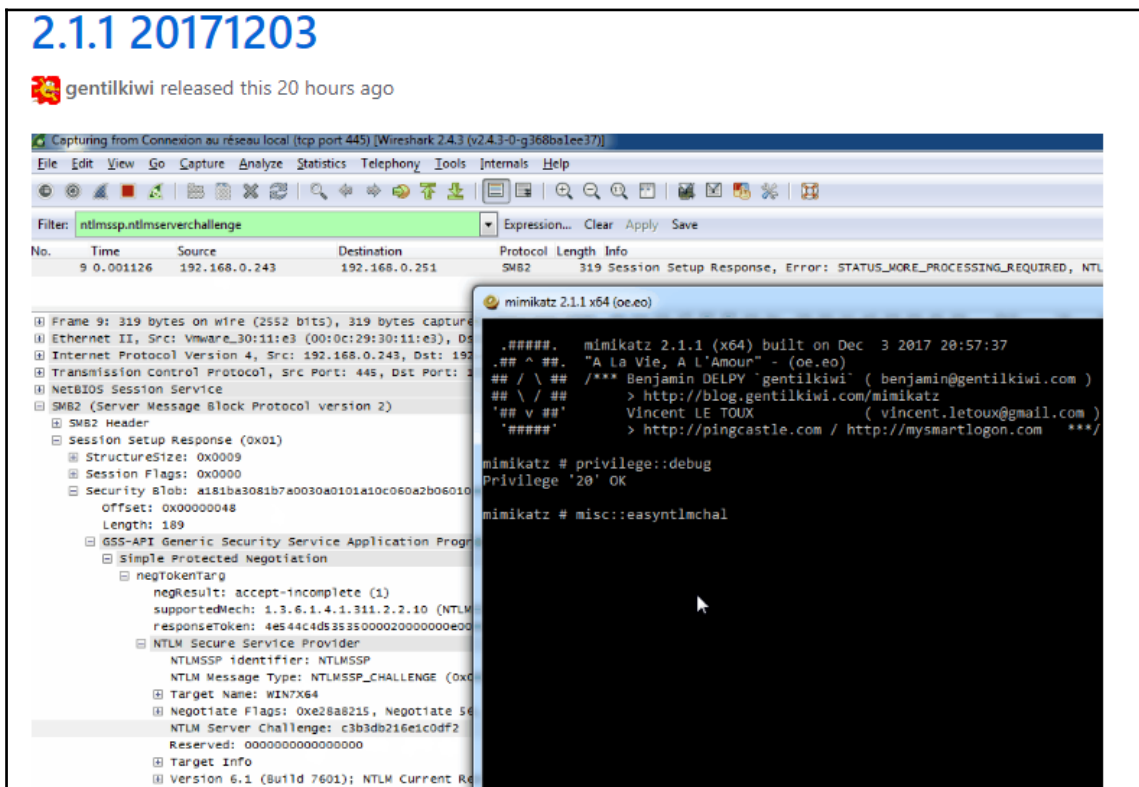 2.1.1 20171203
gentilkiwi released this 20 hours ago
Capturing from Connexion au réseau local (tcp port 445) [Wireshark 2.4.3 (v2.4.3-0-g368ba1ee37)]
File Edit View Go Capture Analyze Statistics Telephony Tools Internals Help
Filter: ntlmssp.ntlmserverchallenge Expression... Clear Apply Save
No. Time Source Destination Protocol Length Info
9 0.001126 192.168.0.243 192.168.0.251 SMB2 319 Session Setup Response, Error: STATUS_MORE_PROCESSING_REQUIRED, NTL
mimikatz 2.1.1 x64 (oe.eo)
Frame 9: 319 bytes on wire (2552 bits), 319 bytes capture
Ethernet II, Src: Vmware_30:11:e3 (00:0c:29:30:11:e3), Ds
Internet Protocol Version 4, Src: 192.168.0.243, Dst: 192
Transmission Control Protocol, Src Port: 445, Dst Port: 1
NetBIOS Session Service
SMB2 (Server Message Block Protocol version 2)
SMB2 Header
Session Setup Response (0x01)
StructureSize: 0x0009
Session Flags: 0x0000
Security Blob: a181ba3081b7a0030a0101a10c060a2b06010
Offset: 0x00000048
Length: 189
GSS-API Generic Security Service Application Progr
Simple Protected Negotiation
negTokenTarg
negResult: accept-incomplete (1)
supportedMech: 1.3.6.1.4.1.311.2.2.10 (NTLM
responseToken: 4e544c4d53535000020000000e00
NTLM Secure Service Provider
NTLMSSP identifier: NTLMSSP
NTLM Message Type: NTLMSSP_CHALLENGE (0x0
Target Name: WIN7X64
Negotiate Flags: 0xe28a8215, Negotiate 56
NTLM Server Challenge: c3b3db216e1c0df2
Reserved: 0000000000000000
Target Info
Version 6.1 (Build 7601); NTLM Current Re
.#####. mimikatz 2.1.1 (x64) built on Dec 3 2017 20:57:37
.## ^ ##. "A La Vie, A L'Amour" - (oe.eo)
## / \ ## /*** Benjamin DELPY `gentilkiwi` ( benjamin@gentilkiwi.com )
## \ / ## > http://blog.gentilkiwi.com/mimikatz
'## v ##' Vincent LE TOUX ( vincent.letoux@gmail.com )
'#####' > http://pingcastle.com / http://mysmartlogon.com ***/
mimikatz # privilege::debug
Privilege '20' OK
mimikatz # misc::easyntlmchal